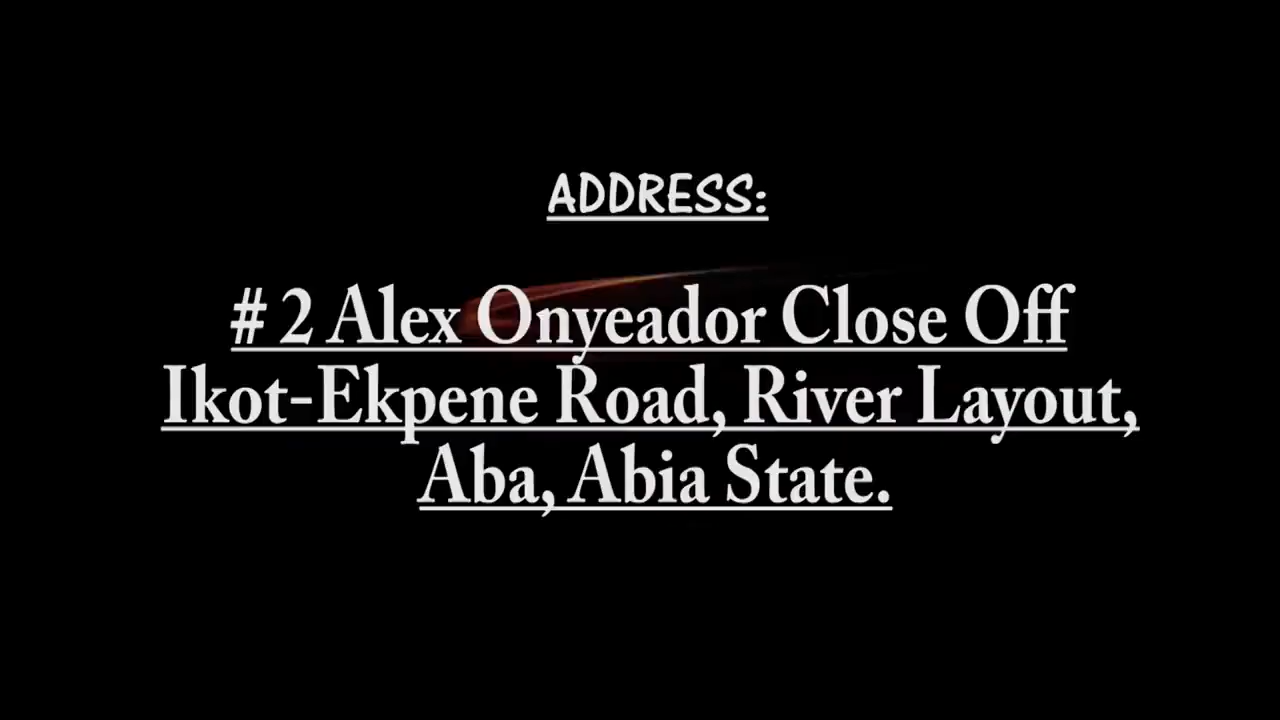 ADDRESS:
# 2 Alex Onyeador Close Off
Ikot-Ekpene Road, River Layout,
Aba, Abia State.